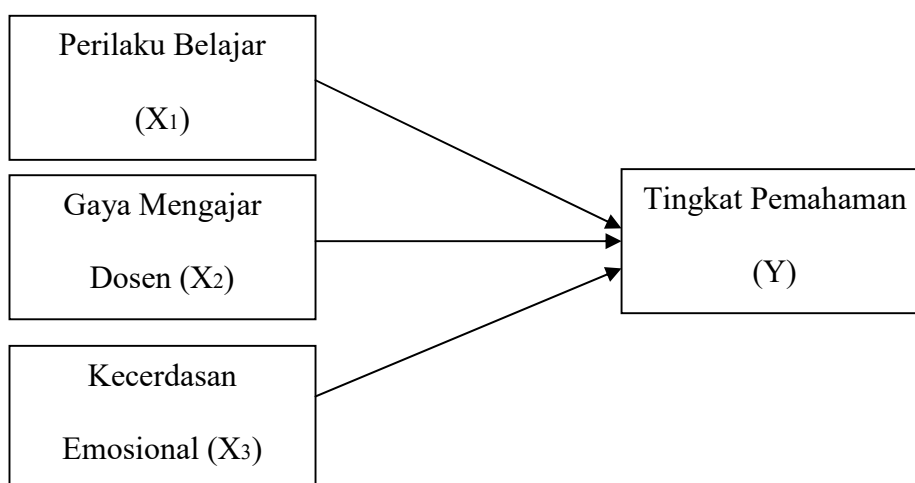 Perilaku Belajar
(X1)
Gaya Mengajar
Dosen (X2)
Kecerdasan
Emosional (X3)
Tingkat Pemahaman
(Y)